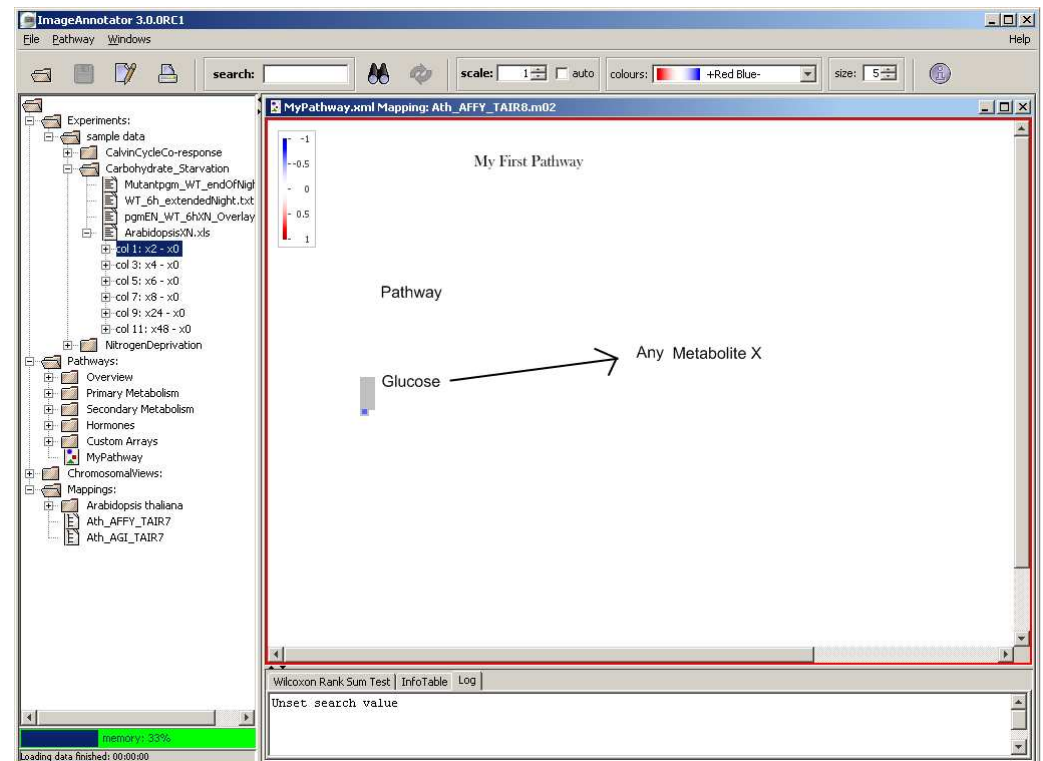 ImageAnnotator 3.0.0RC1
File Pathway Windows Help
search: scale: 1 auto colours: +Red Blue- size: 5
Experiments:
sample data
CalvinCycleCo-response
Carbohydrate_Starvation
Mutantpgm_WT_endOfNigh
WT_6h_extendedNight.txt
pgmEN_WT_6hXN_Overlay
ArabidopsisXN.xls
col 1: x2 - x0
col 3: x4 - x0
col 5: x6 - x0
col 7: x8 - x0
col 9: x24 - x0
col 11: x48 - x0
NitrogenDeprivation
Pathways:
Overview
Primary Metabolism
Secondary Metabolism
Hormones
Custom Arrays
MyPathway
ChromosomalViews:
Mappings:
Arabidopsis thaliana
Ath_AFFY_TAIR7
Ath_AGI_TAIR7
memory: 33%
Loading data finished: 00:00:00
MyPathway.xml Mapping: Ath_AFFY_TAIR8.m02
-1
-0.5
0
0.5
1
My First Pathway
Pathway
Any Metabolite X
Glucose
Wilcoxon Rank Sum Test InfoTable Log
Unset search value